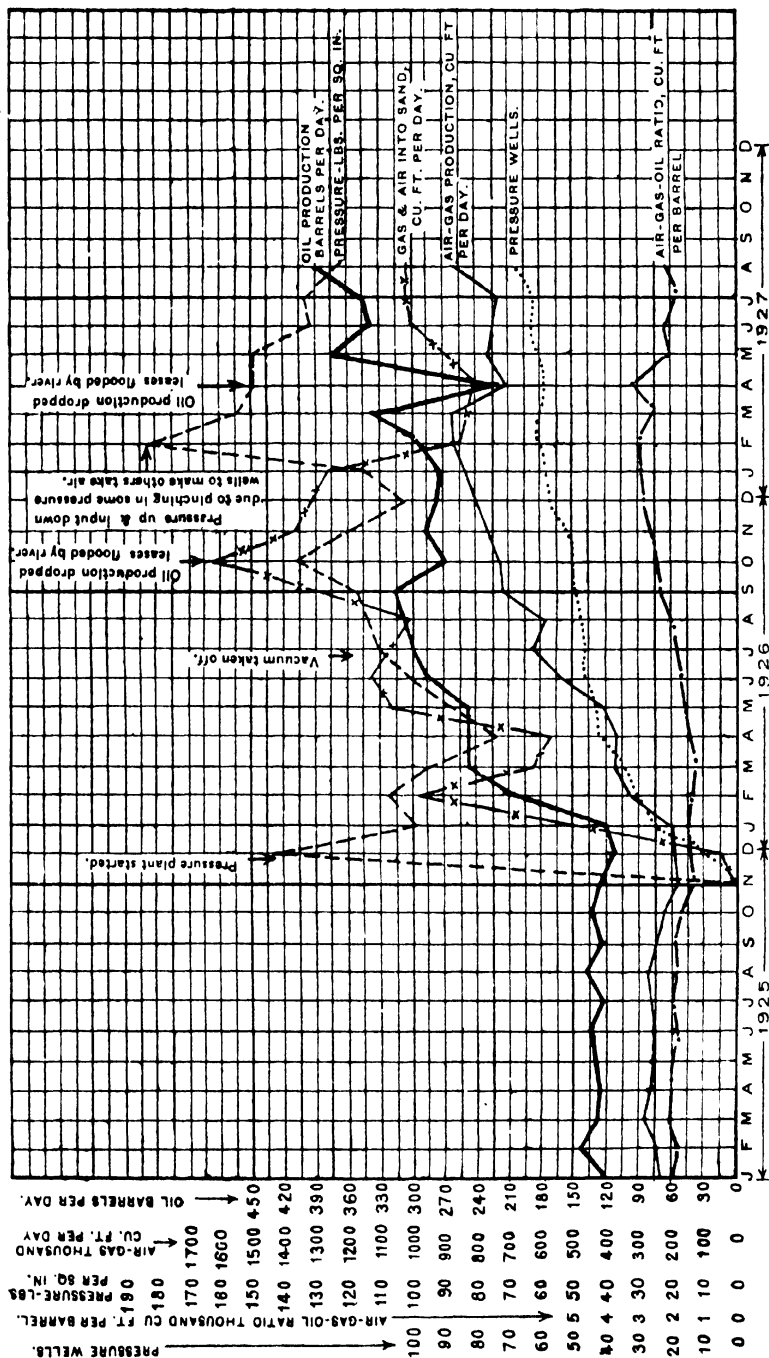 OIL PRODUCTION
BARRELS PER DAY.
PRESSURE-LBS. PER SQ. IN.
GAS & AIR INTO SAND,
CU. FT. PER DAY.
AIR-GAS PRODUCTION, CU FT
PER DAY.
PRESSURE WELLS.
AIR-GAS-OIL RATIO, CU. FT
PER BARREL
Oil production dropped
leases flooded by river.
Pressure up & Input down
due to pinching in some pressure
wells to make others take air.
Oil production dropped
leases flooded by river.
Vacuum taken off.
Pressure plant started.
OIL BARRELS PER DAY.
450
420
390
360
330
300
270
240
210
180
150
120
90
60
30
0
AIR-GAS THOUSAND
CU. FT. PER DAY
1700
1600
1500
1400
1300
1200
1100
1000
900
800
700
600
500
400
300
200
100
0
PRESSURE-LBS.
PER SQ. IN.
190
180
170
160
150
140
130
120
110
100
90
80
70
60
50
40
30
20
10
0
AIR-GAS-OIL RATIO THOUSAND CU FT. PER BARREL.
5
4
3
2
1
0
PRESSURE WELLS.
100
90
80
70
60
50
40
30
20
10
0
J F M A M J J A S O N D J F M A M J J A S O N D J F M A M J J A S O N D
1925 1926 1927